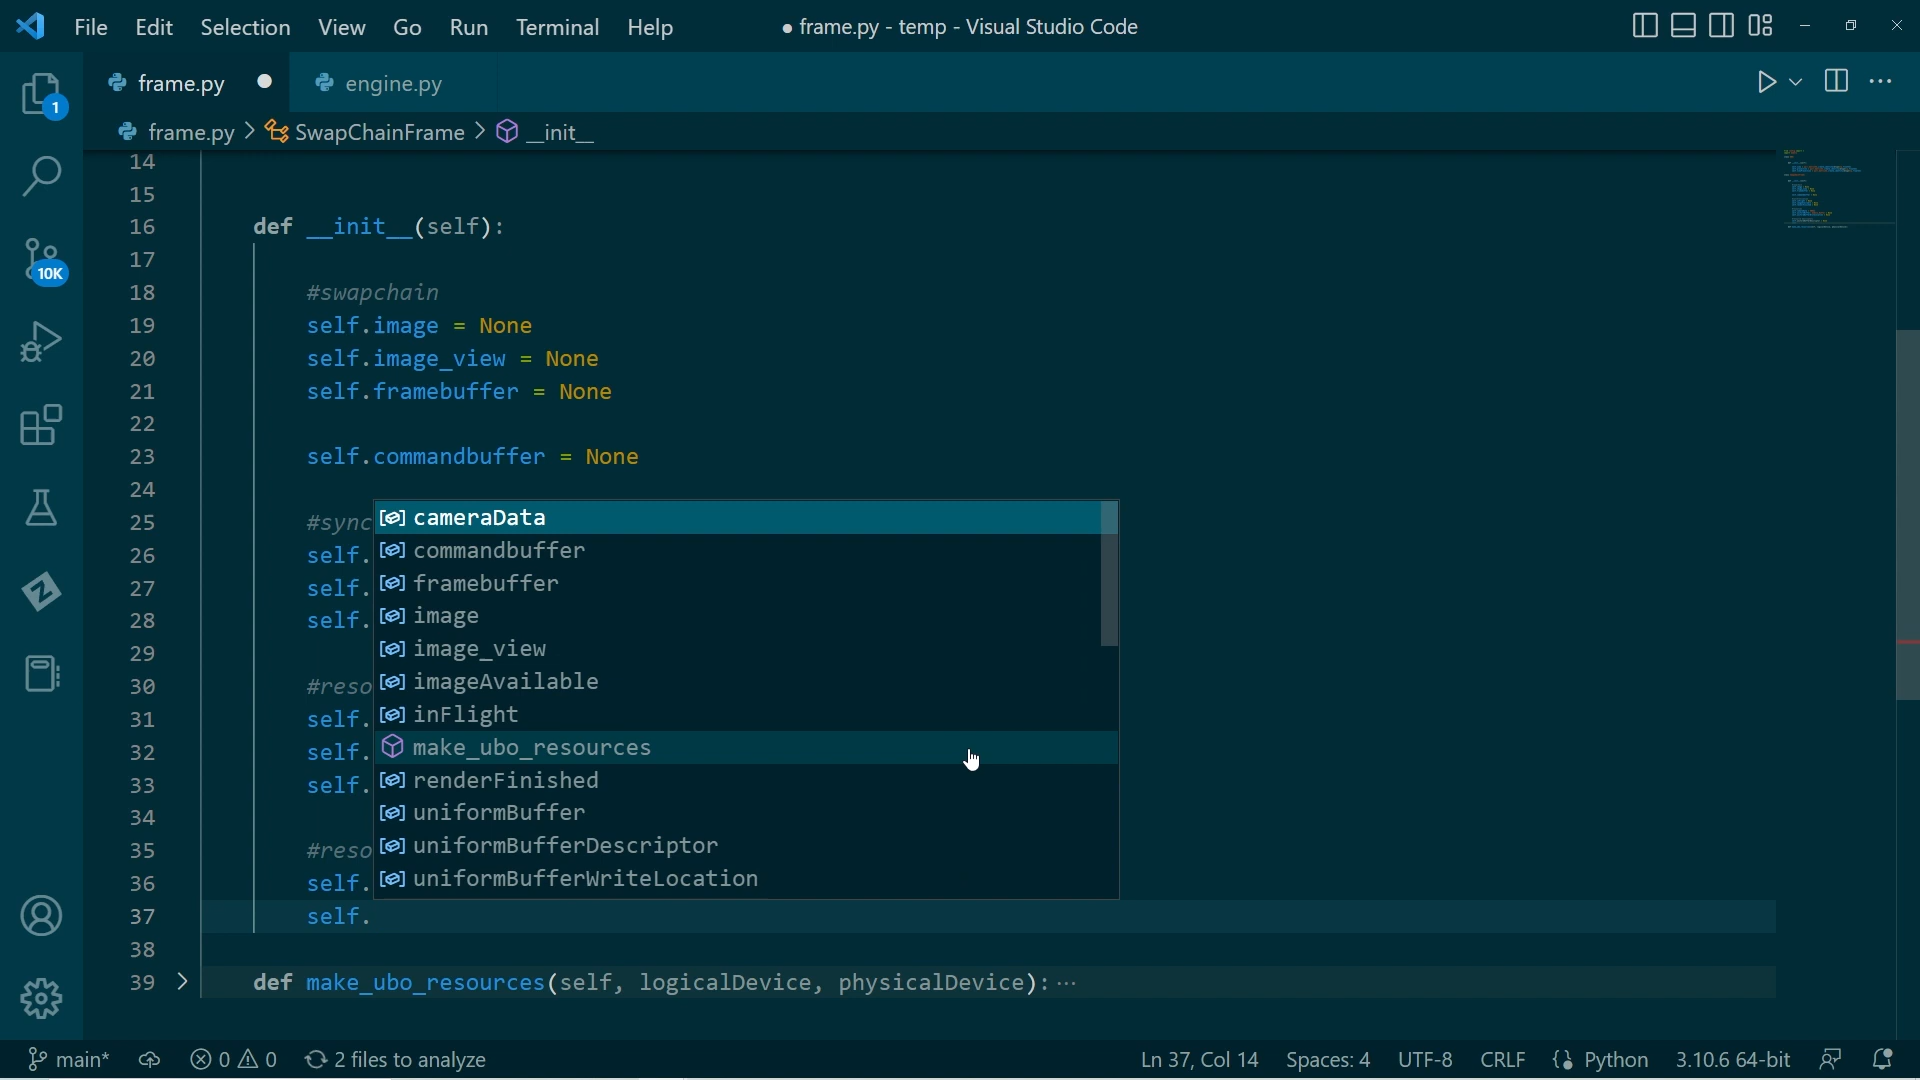 File Edit Selection View Go Run Terminal Help ● frame.py - temp - Visual Studio Code
frame.py ● engine.py
1
frame.py > SwapChainFrame > __init__
14
15
16 def __init__(self):
17
10K
18 #swapchain
19 self.image = None
20 self.image_view = None
21 self.framebuffer = None
22
23 self.commandbuffer = None
24
25 #sync cameraData
26 self. commandbuffer
27 self. framebuffer
28 self. image
29 image_view
30 #reso imageAvailable
31 self. inFlight
32 self. make_ubo_resources
33 self. renderFinished
34 uniformBuffer
35 #reso uniformBufferDescriptor
36 self. uniformBufferWriteLocation
37 self.
38
39 > def make_ubo_resources(self, logicalDevice, physicalDevice): ⋯
main* 0 0 2 files to analyze Ln 37, Col 14 Spaces: 4 UTF-8 CRLF {} Python 3.10.6 64-bit